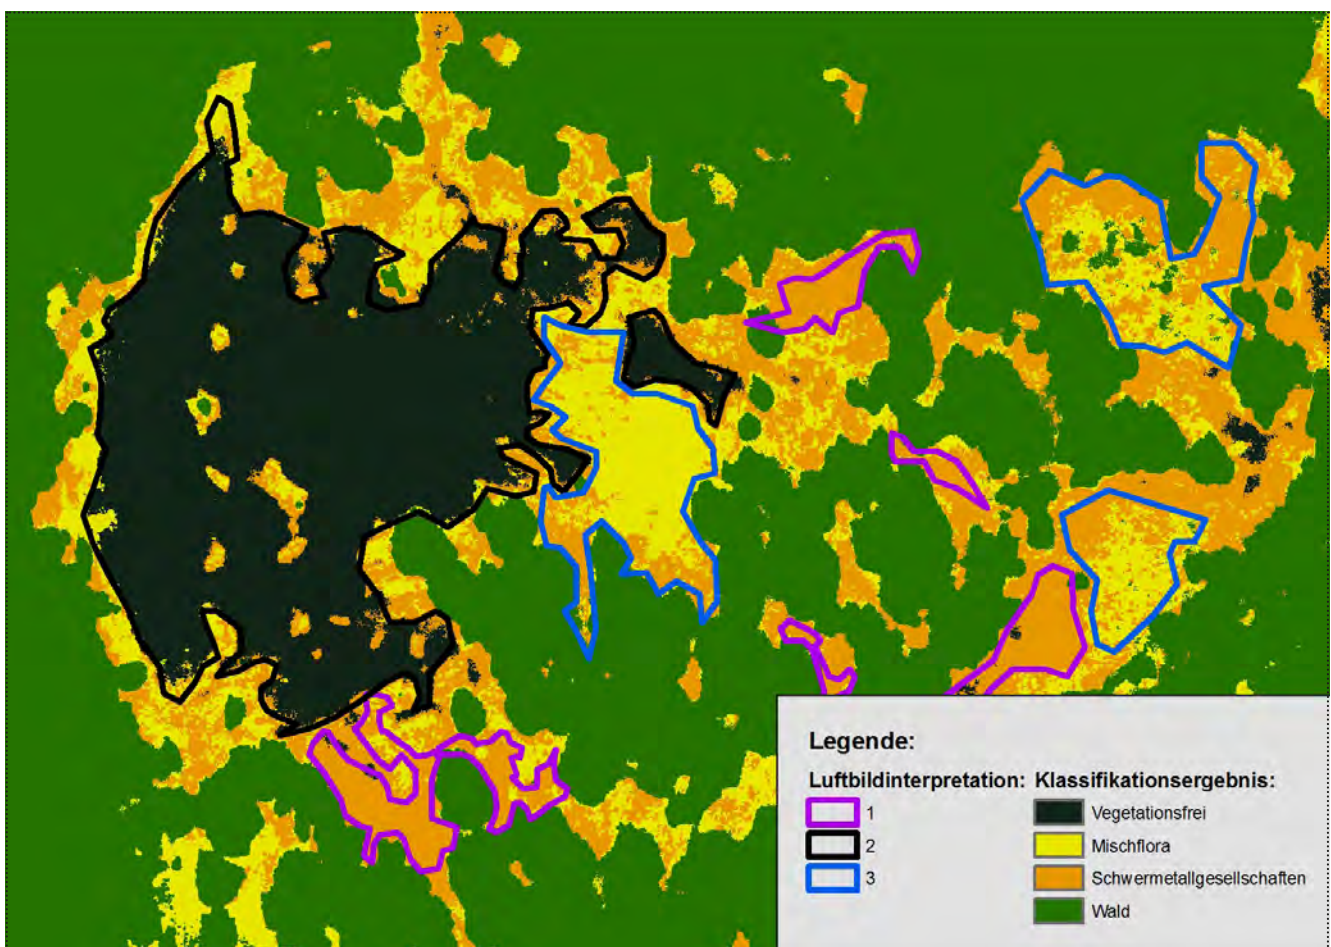 Legende:
Luftbildinterpretation: Klassifikationsergebnis:
1 Vegetationsfrei
2 Mischflora
3 Schwermetallgesellschaften
Wald